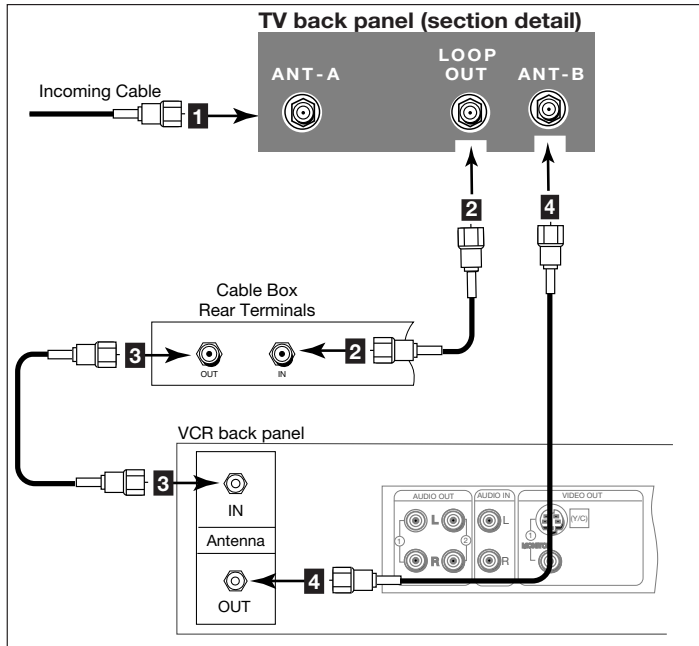 TV back panel (section detail)
LOOP
ANT-A OUT ANT-B
Incoming Cable
1
2 4
Cable Box
Rear Terminals
3 2
OUT IN
VCR back panel
3
IN
AUDIO OUT AUDIO IN VIDEO OUT
L L (Y/C)
1 2 1
MONITOR
Antenna
R R
4
OUT